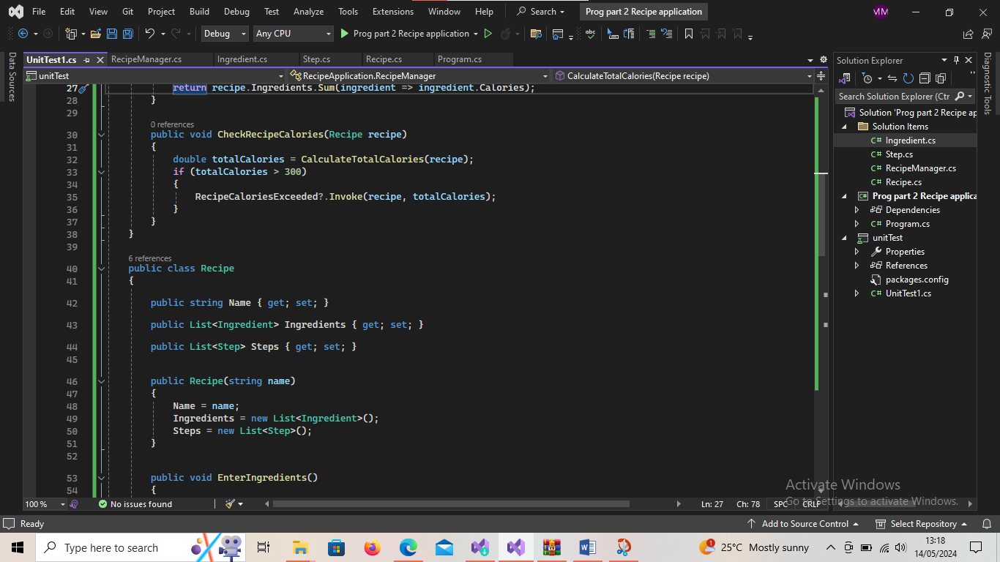 File Edit View Git Project Build Debug Test Analyze Tools Extensions Window Help Search Prog part 2 Recipe application MM
Debug Any CPU Prog part 2 Recipe application
Data Sources
UnitTest1.cs RecipeManager.cs Ingredient.cs Step.cs Recipe.cs Program.cs
unitTest RecipeApplication.RecipeManager CalculateTotalCalories(Recipe recipe)
27 return recipe.Ingredients.Sum(ingredient => ingredient.Calories);
28 }
29
0 references
30 public void CheckRecipeCalories(Recipe recipe)
31 {
32 double totalCalories = CalculateTotalCalories(recipe);
33 if (totalCalories > 300)
34 {
35 RecipeCaloriesExceeded?.Invoke(recipe, totalCalories);
36 }
37 }
38 }
39
6 references
40 public class Recipe
41 {
42 public string Name { get; set; }
43 public List<Ingredient> Ingredients { get; set; }
44 public List<Step> Steps { get; set; }
45
46 public Recipe(string name)
47 {
48 Name = name;
49 Ingredients = new List<Ingredient>();
50 Steps = new List<Step>();
51 }
52
53 public void EnterIngredients()
54 {
100 % No issues found Ln: 27 Ch: 78 SPC CRLF
Solution Explorer
Search Solution Explorer (Ctr
Solution 'Prog part 2 Recipe ap
Solution Items
C# Ingredient.cs
C# Step.cs
C# RecipeManager.cs
C# Recipe.cs
C# Prog part 2 Recipe applica
Dependencies
C# Program.cs
unitTest
Properties
References
packages.config
C# UnitTest1.cs
Diagnostic Tools
Activate Windows
Go to Settings to activate Windows.
Ready Add to Source Control Select Repository
Type here to search W 1 25°C Mostly sunny 13:18
14/05/2024